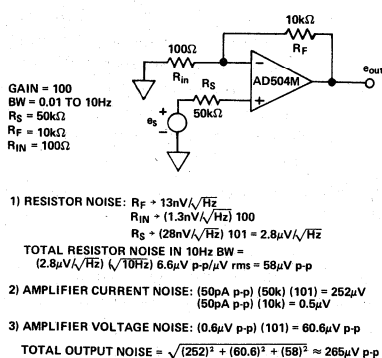 10kΩ
R_F
100Ω
R_in
−
AD504M
+
e_out
R_S
50kΩ
e_s
+
−
GAIN = 100
BW = 0.01 TO 10Hz
R_S = 50kΩ
R_F = 10kΩ
R_IN = 100Ω
1) RESISTOR NOISE: R_F → 13nV/√Hz
R_IN → (1.3nV/√Hz) 100
R_S → (28nV/√Hz) 101 = 2.8μV/√Hz
TOTAL RESISTOR NOISE IN 10Hz BW =
(2.8μV/√Hz) (√10Hz) 6.6μV p-p/μV rms = 58μV p-p
2) AMPLIFIER CURRENT NOISE: (50pA p-p) (50k) (101) = 252μV
(50pA p-p) (10k) = 0.5μV
3) AMPLIFIER VOLTAGE NOISE: (0.6μV p-p) (101) = 60.6μV p-p
TOTAL OUTPUT NOISE = √(252)² + (60.6)² + (58)² ≈ 265μV p-p